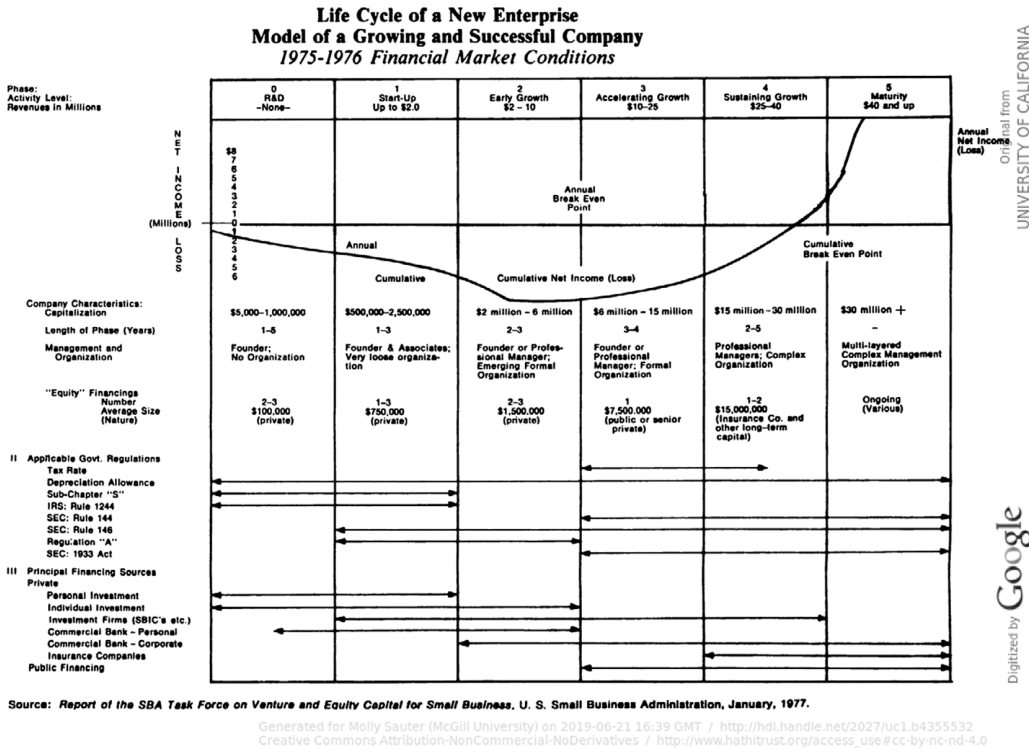 Life Cycle of a New Enterprise
Model of a Growing and Successful Company
1975-1976 Financial Market Conditions
Phase: 0 1 2 3 4 5
Activity Level: R&D Start-Up Early Growth Accelerating Growth Sustaining Growth Maturity
Revenues in Millions -None- Up to $2.0 $2 - 10 $10-25 $25-40 $40 and up
NET INCOME
(Millions)
LOSS
$8
7
6
5
4
3
2
1
0
1
2
3
4
5
6
Annual
Net Income
(Loss)
Annual
Break Even
Point
Annual
Cumulative
Cumulative Net Income (Loss)
Cumulative
Break Even Point
Company Characteristics:
Capitalization $5,000-1,000,000 $500,000-2,500,000 $2 million - 6 million $6 million - 15 million $15 million-30 million $30 million +
Length of Phase (Years) 1-5 1-3 2-3 3-4 2-5 -
Management and Founder; Founder & Associates; Founder or Profes- Founder or Professional Multi-layered
Organization No Organization Very loose organiza- sional Manager; Professional Managers; Complex Complex Management
tion Emerging Formal Manager; Formal Organization Organization
Organization Organization
"Equity" Financings
Number 2-3 1-3 2-3 1 1-2 Ongoing
Average Size $100,000 $750,000 $1,500,000 $7,500,000 $15,000,000 (Various)
(Nature) (private) (private) (private) (public or senior (Insurance Co. and
private) other long-term
capital)
II Applicable Govt. Regulations
Tax Rate
Depreciation Allowance
Sub-Chapter "S"
IRS: Rule 1244
SEC: Rule 144
SEC: Rule 146
Regulation "A"
SEC: 1933 Act
III Principal Financing Sources
Private
Personal Investment
Individual Investment
Investment Firms (SBIC's etc.)
Commercial Bank - Personal
Commercial Bank - Corporate
Insurance Companies
Public Financing
Source: Report of the SBA Task Force on Venture and Equity Capital for Small Business, U. S. Small Business Administration, January, 1977.
Generated for Molly Sauter (McGill University) on 2019-06-21 16:39 GMT / http://hdl.handle.net/2027/uc1.b4355532
Creative Commons Attribution-NonCommercial-NoDerivatives / http://www.hathitrust.org/access_use#cc-by-nc-nd-4.0
Digitized by Google
Original from
UNIVERSITY OF CALIFORNIA